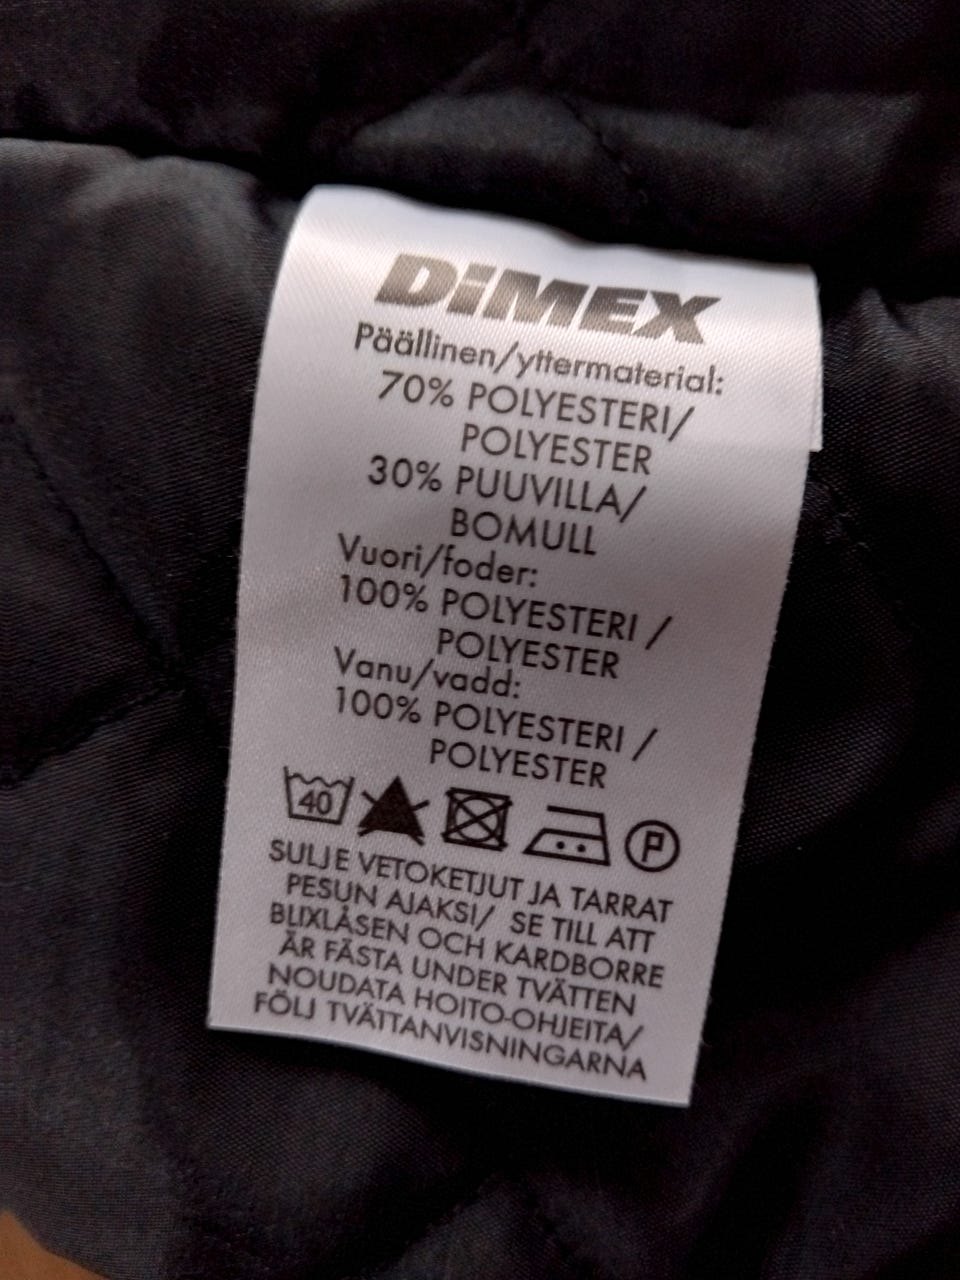 DiMEX
Päällinen/yttermaterial:
70% POLYESTERI/
POLYESTER
30% PUUVILLA/
BOMULL
Vuori/foder:
100% POLYESTERI /
POLYESTER
Vanu/vadd:
100% POLYESTERI /
POLYESTER
40 P
SULJE VETOKETJUT JA TARRAT
PESUN AJAKSI/ SE TILL ATT
BLIXLÅSEN OCH KARDBORRE
ÄR FÄSTA UNDER TVÄTTEN
NOUDATA HOITO-OHJEITA/
FÖLJ TVÄTTANVISNINGARNA